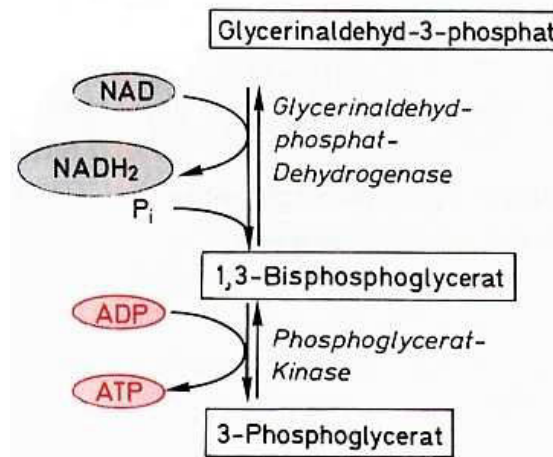 Glycerinaldehyd-3-phosphat
NAD
Glycerinaldehyd-
phosphat-
Dehydrogenase
NADH₂
Pᵢ
1,3-Bisphosphoglycerat
ADP
Phosphoglycerat-
Kinase
ATP
3-Phosphoglycerat